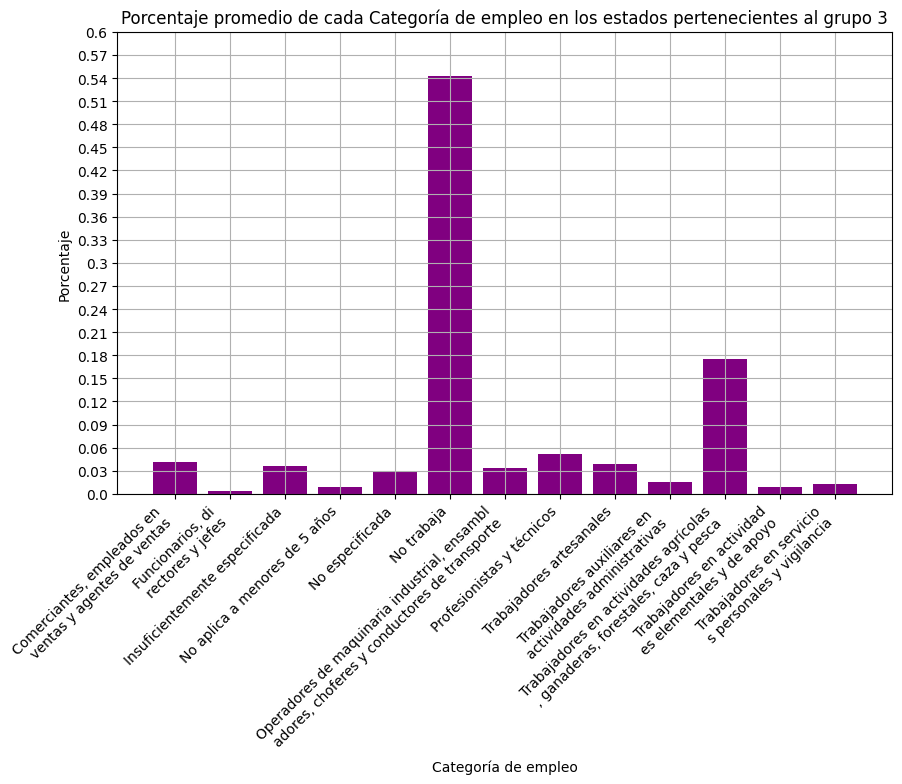 Porcentaje promedio de cada Categoría de empleo en los estados pertenecientes al grupo 3
0.6
0.57
0.54
0.51
0.48
0.45
0.42
0.39
0.36
0.33
0.3
0.27
0.24
0.21
0.18
0.15
0.12
0.09
0.06
0.03
0.0
Porcentaje
Comerciantes, empleados en
ventas y agentes de ventas
Funcionarios, di
rectores y jefes
Insuficientemente especificada
No aplica a menores de 5 años
No especificada
No trabaja
Operadores de maquinaria industrial, ensambl
adores, choferes y conductores de transporte
Profesionistas y técnicos
Trabajadores artesanales
Trabajadores auxiliares en
actividades administrativas
Trabajadores en actividades agrícolas
, ganaderas, forestales, caza y pesca
Trabajadores en actividad
es elementales y de apoyo
Trabajadores en servicio
s personales y vigilancia
Categoría de empleo